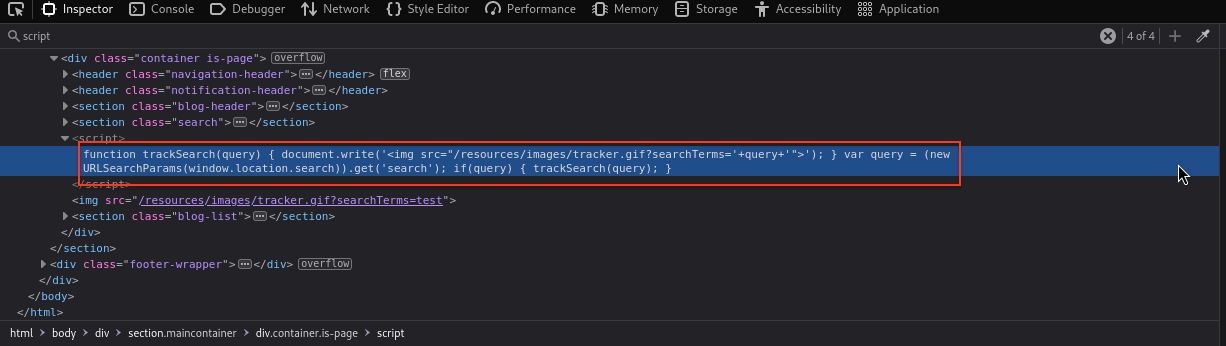 Inspector Console Debugger Network Style Editor Performance Memory Storage Accessibility Application
script 4 of 4
<div class="container is-page"> overflow
<header class="navigation-header"> ··· </header> flex
<header class="notification-header"> ··· </header>
<section class="blog-header"> ··· </section>
<section class="search"> ··· </section>
<script>
function trackSearch(query) { document.write('<img src="/resources/images/tracker.gif?searchTerms='+query+'">'); } var query = (new
URLSearchParams(window.location.search)).get('search'); if(query) { trackSearch(query); }
</script>
<img src="/resources/images/tracker.gif?searchTerms=test">
<section class="blog-list"> ··· </section>
</div>
</section>
<div class="footer-wrapper"> ··· </div> overflow
</div>
</body>
</html>
html > body > div > section.maincontainer > div.container.is-page > script